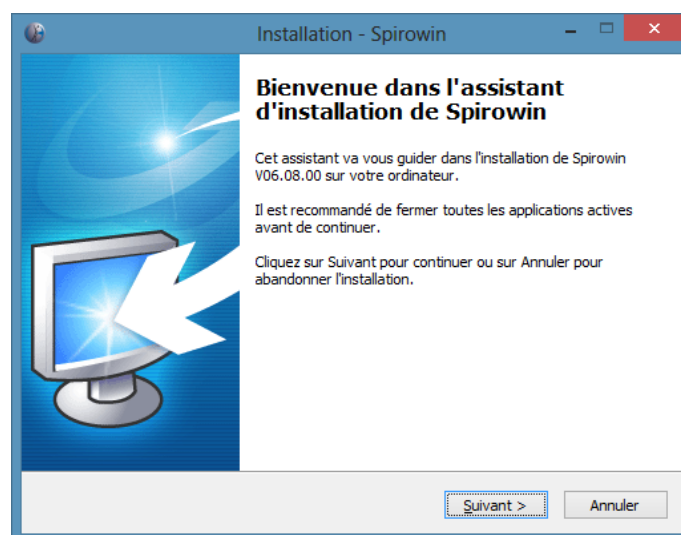 Installation - Spirowin
Bienvenue dans l'assistant
d'installation de Spirowin
Cet assistant va vous guider dans l'installation de Spirowin
V06.08.00 sur votre ordinateur.
Il est recommandé de fermer toutes les applications actives
avant de continuer.
Cliquez sur Suivant pour continuer ou sur Annuler pour
abandonner l'installation.
Suivant >
Annuler